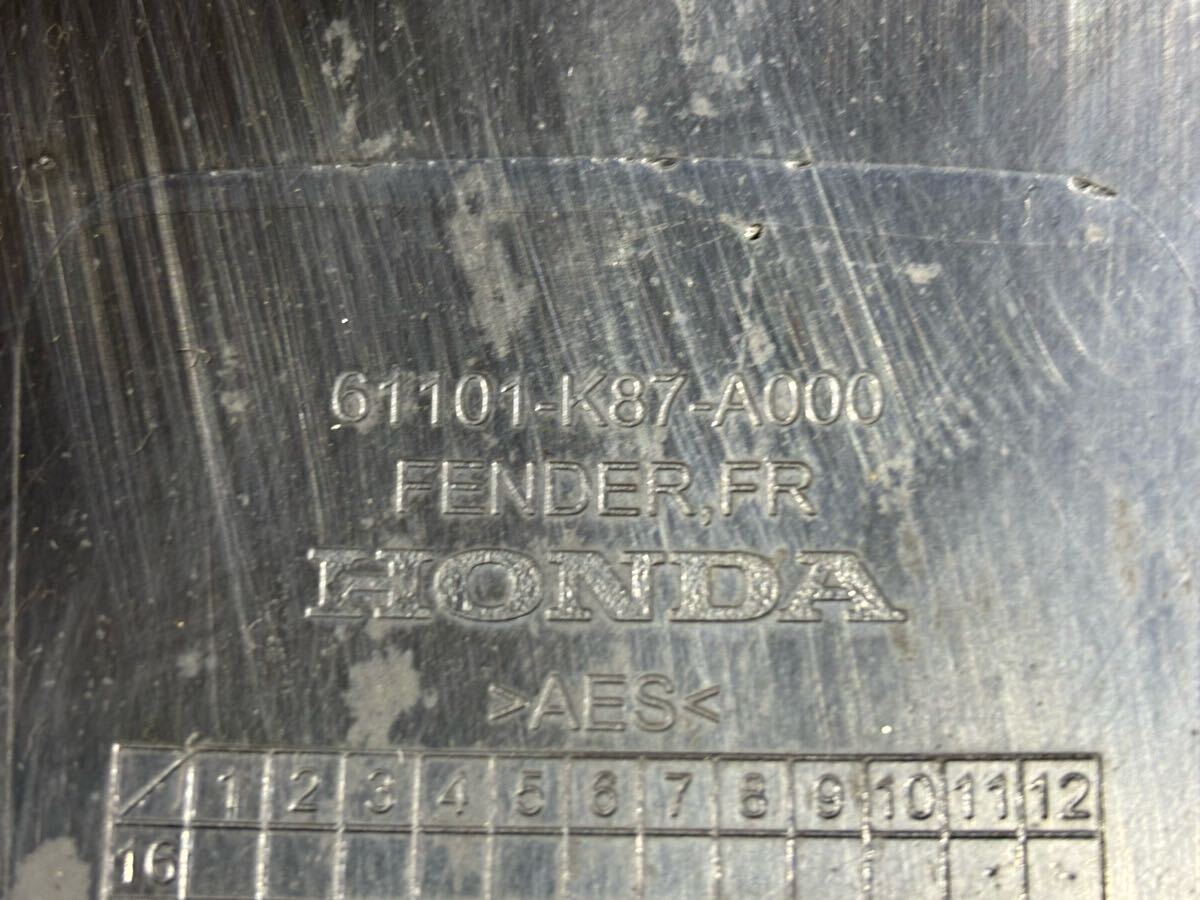 61101-K87-A000
FENDER,FR
HONDA
>AES<
1 2 3 4 5 6 7 8 9 10 11 12
16